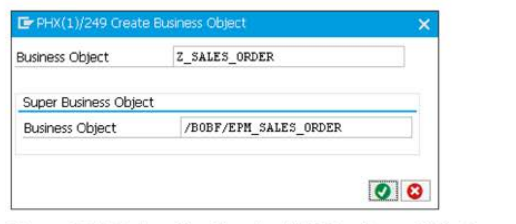 PHX(1)/249 Create Business Object
Business Object Z_SALES_ORDER
Super Business Object
Business Object /BOBF/EPM_SALES_ORDER